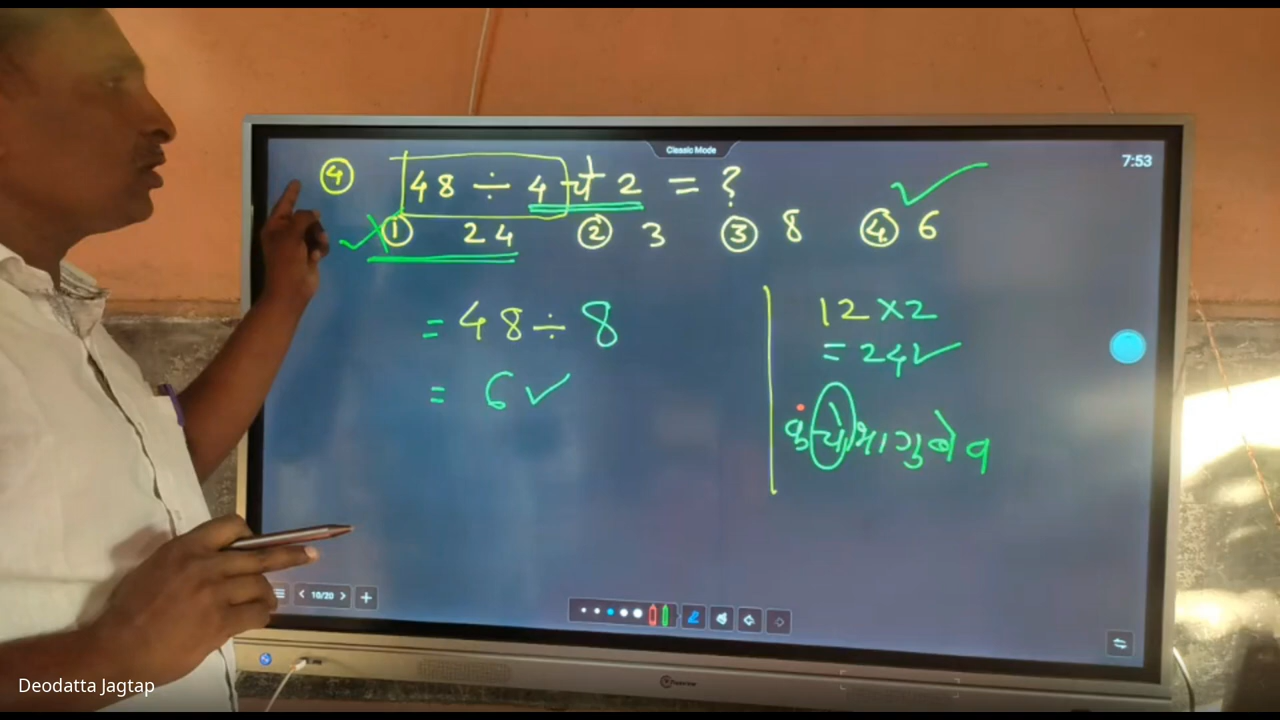 Classic Mode
7:53
④ 48 ÷ 4 चे 2 = ?
① 24 ② 3 ③ 8 ④ 6
= 48 ÷ 8
= 6 ✓
12 × 2
= 24 ✓
10/20
Deodatta Jagtap